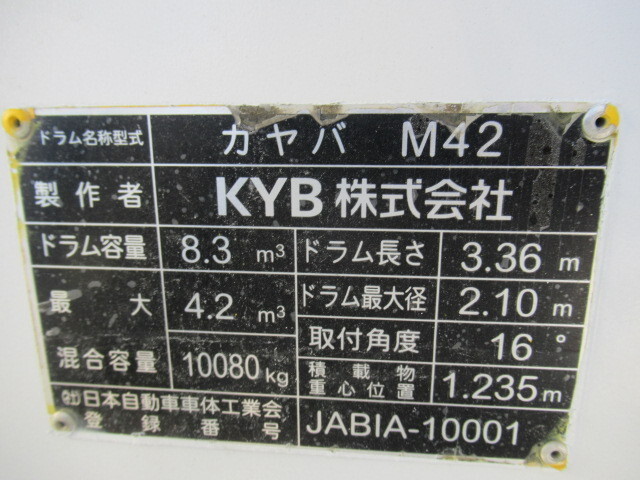 ドラム名称型式 カヤバ M42
製作者 KYB株式会社
ドラム容量 8.3 m³ ドラム長さ 3.36 m
最大 4.2 m³ ドラム最大径 2.10 m
混合容量 10080kg 取付角度 16°
積載物重心位置 1.235m
㈳日本自動車車体工業会
登録番号 JABIA-10001